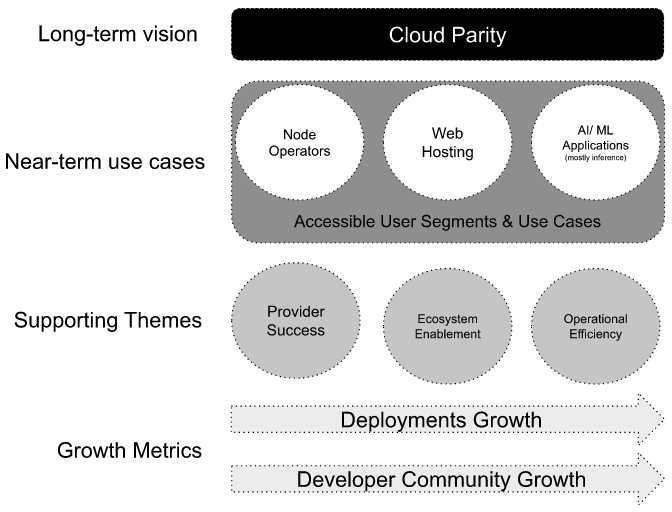 Long-term vision
Cloud Parity
Near-term use cases
Node
Operators
Web
Hosting
AI/ ML
Applications
(mostly inference)
Accessible User Segments & Use Cases
Supporting Themes
Provider
Success
Ecosystem
Enablement
Operational
Efficiency
Growth Metrics
Deployments Growth
Developer Community Growth